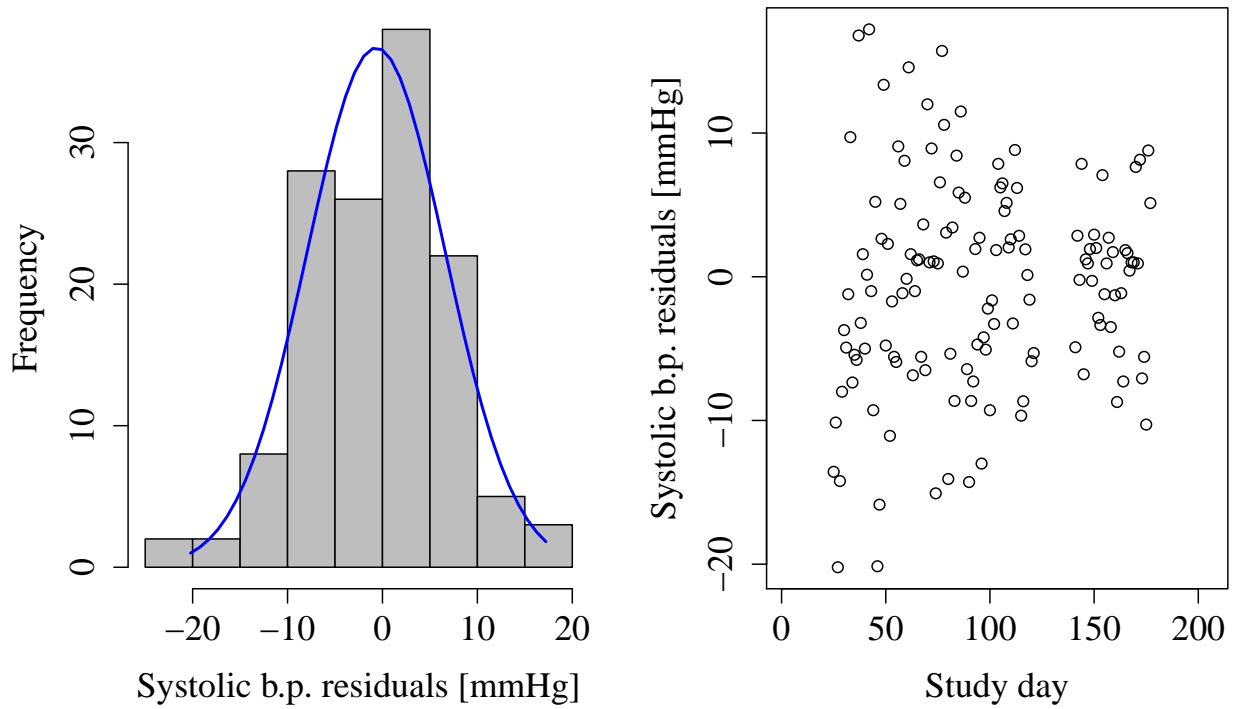 Frequency
30
20
10
0
−20 −10 0 10 20
Systolic b.p. residuals [mmHg]
Systolic b.p. residuals [mmHg]
10
0
−10
−20
0 50 100 150 200
Study day